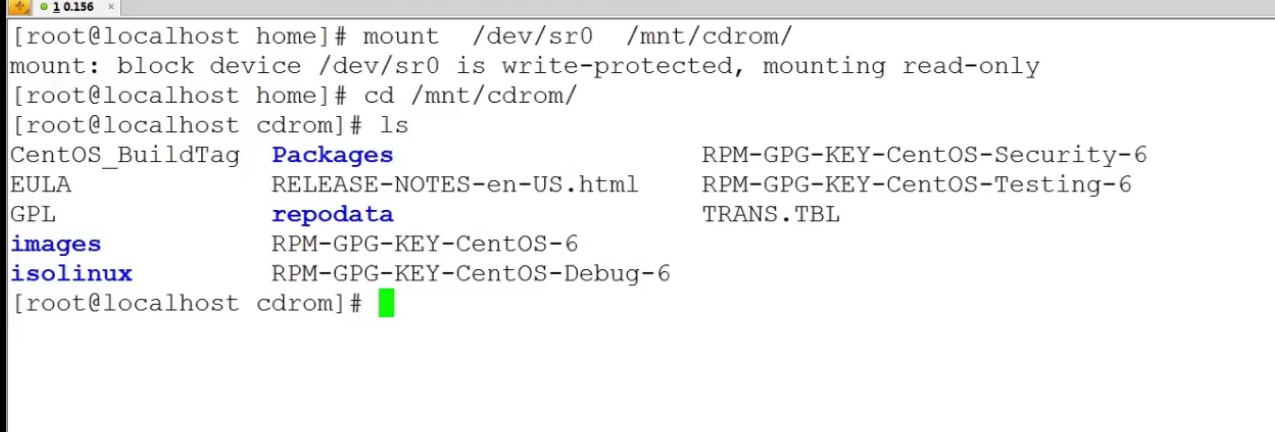 1 0.156 ×
[root@localhost home]# mount  /dev/sr0  /mnt/cdrom/
mount: block device /dev/sr0 is write-protected, mounting read-only
[root@localhost home]# cd /mnt/cdrom/
[root@localhost cdrom]# ls
CentOS_BuildTag  Packages                    RPM-GPG-KEY-CentOS-Security-6
EULA             RELEASE-NOTES-en-US.html    RPM-GPG-KEY-CentOS-Testing-6
GPL              repodata                    TRANS.TBL
images           RPM-GPG-KEY-CentOS-6
isolinux         RPM-GPG-KEY-CentOS-Debug-6
[root@localhost cdrom]#